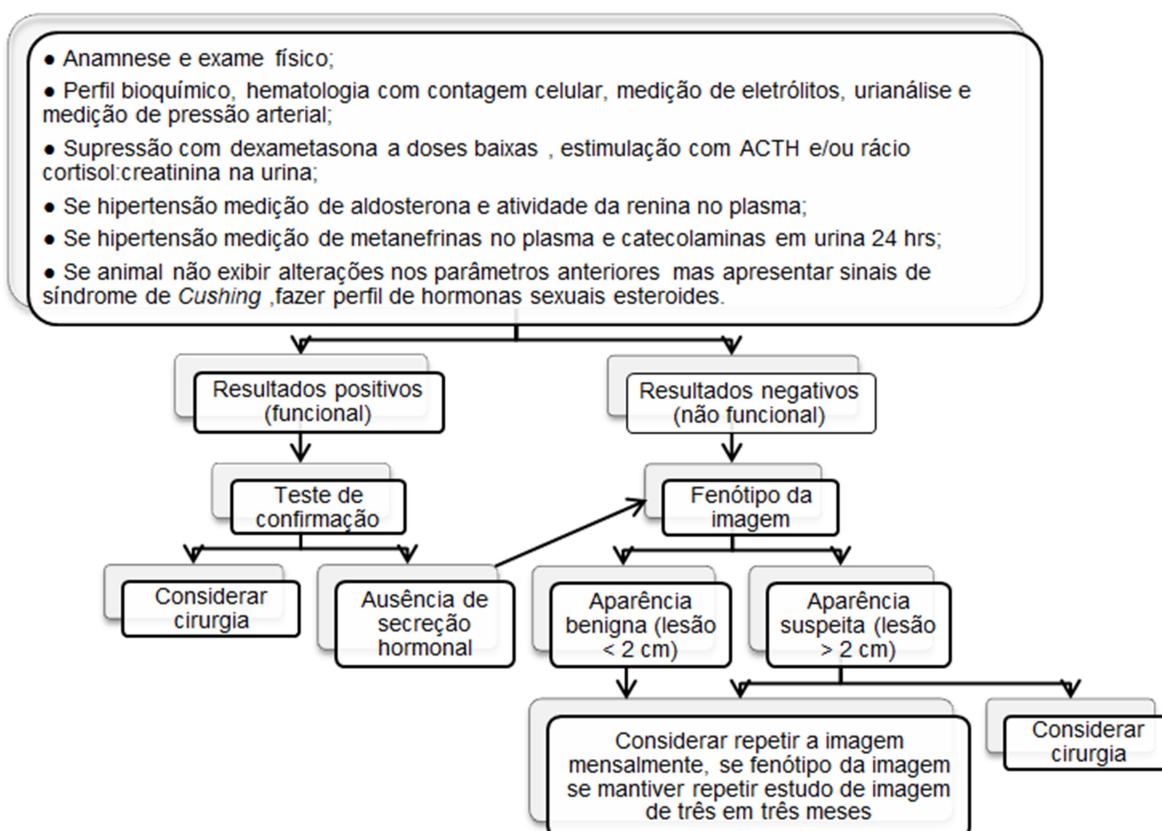 ● Anamnese e exame físico;
● Perfil bioquímico, hematologia com contagem celular, medição de eletrólitos, urianálise e
medição de pressão arterial;
● Supressão com dexametasona a doses baixas , estimulação com ACTH e/ou rácio
cortisol:creatinina na urina;
● Se hipertensão medição de aldosterona e atividade da renina no plasma;
● Se hipertensão medição de metanefrinas no plasma e catecolaminas em urina 24 hrs;
● Se animal não exibir alterações nos parâmetros anteriores mas apresentar sinais de
síndrome de Cushing ,fazer perfil de hormonas sexuais esteroides.
Resultados positivos
(funcional)
Resultados negativos
(não funcional)
Teste de
confirmação
Fenótipo da
imagem
Considerar
cirurgia
Ausência de
secreção
hormonal
Aparência
benigna (lesão
< 2 cm)
Aparência
suspeita (lesão
> 2 cm)
Considerar repetir a imagem
mensalmente, se fenótipo da imagem
se mantiver repetir estudo de imagem
de três em três meses
Considerar
cirurgia